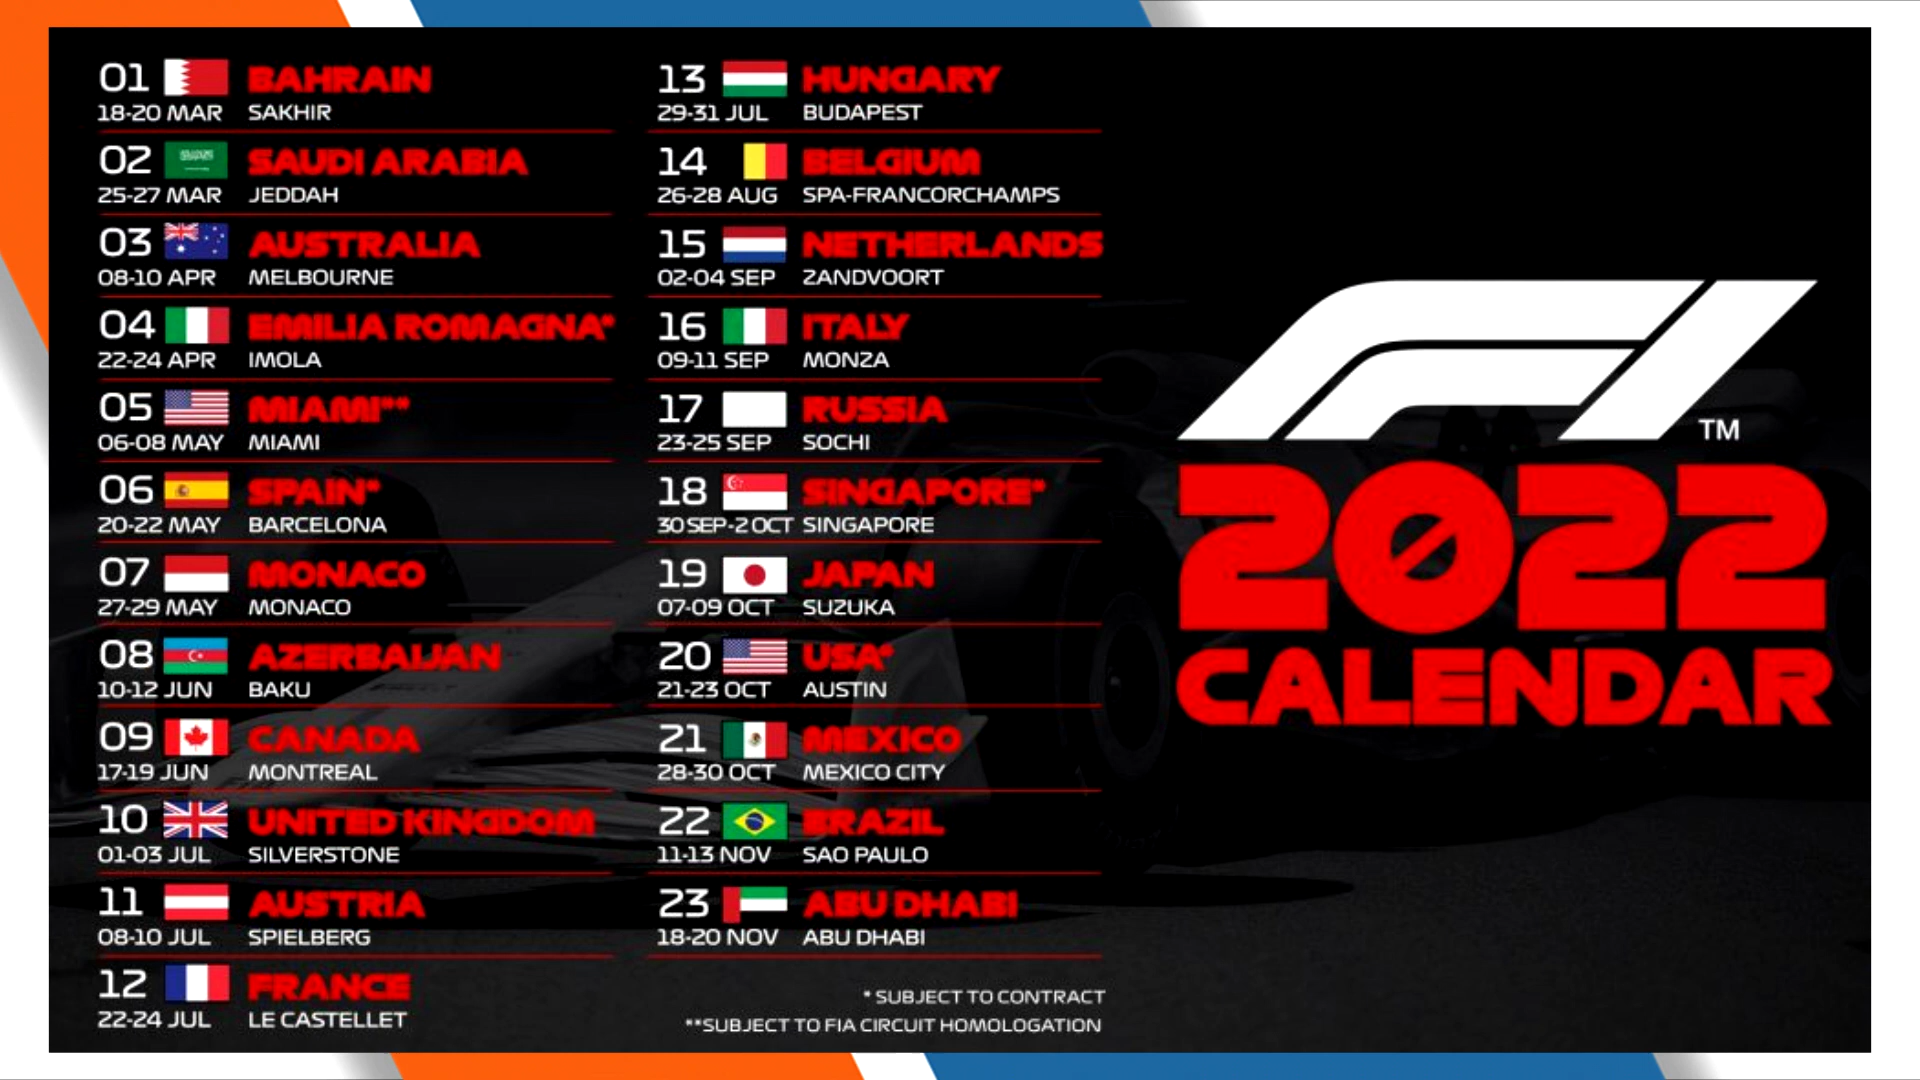 01 BAHRAIN
18-20 MAR SAKHIR
02 SAUDI ARABIA
25-27 MAR JEDDAH
03 AUSTRALIA
08-10 APR MELBOURNE
04 EMILIA ROMAGNA*
22-24 APR IMOLA
05 MIAMI**
06-08 MAY MIAMI
06 SPAIN*
20-22 MAY BARCELONA
07 MONACO
27-29 MAY MONACO
08 AZERBAIJAN
10-12 JUN BAKU
09 CANADA
17-19 JUN MONTREAL
10 UNITED KINGDOM
01-03 JUL SILVERSTONE
11 AUSTRIA
08-10 JUL SPIELBERG
12 FRANCE
22-24 JUL LE CASTELLET
13 HUNGARY
29-31 JUL BUDAPEST
14 BELGIUM
26-28 AUG SPA-FRANCORCHAMPS
15 NETHERLANDS
02-04 SEP ZANDVOORT
16 ITALY
09-11 SEP MONZA
17 RUSSIA
23-25 SEP SOCHI
18 SINGAPORE*
30 SEP-2 OCT SINGAPORE
19 JAPAN
07-09 OCT SUZUKA
20 USA*
21-23 OCT AUSTIN
21 MEXICO
28-30 OCT MEXICO CITY
22 BRAZIL
11-13 NOV SAO PAULO
23 ABU DHABI
18-20 NOV ABU DHABI
* SUBJECT TO CONTRACT
**SUBJECT TO FIA CIRCUIT HOMOLOGATION
F1 TM
2022
CALENDAR